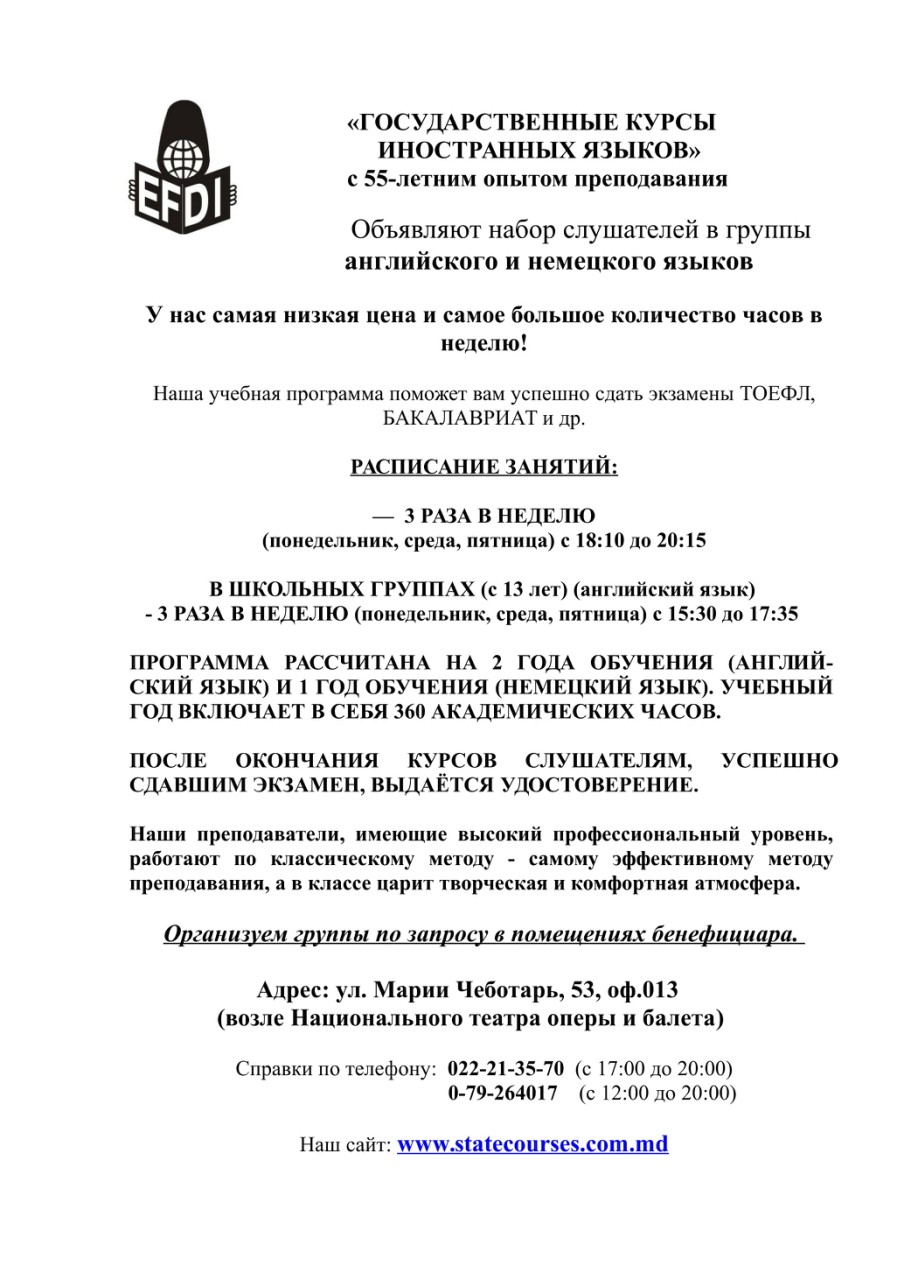 EFDI
«ГОСУДАРСТВЕННЫЕ КУРСЫ
ИНОСТРАННЫХ ЯЗЫКОВ»
с 55-летним опытом преподавания
Объявляют набор слушателей в группы
английского и немецкого языков
У нас самая низкая цена и самое большое количество часов в
неделю!
Наша учебная программа поможет вам успешно сдать экзамены ТОЕФЛ,
БАКАЛАВРИАТ и др.
РАСПИСАНИЕ ЗАНЯТИЙ:
— 3 РАЗА В НЕДЕЛЮ
(понедельник, среда, пятница) с 18:10 до 20:15
В ШКОЛЬНЫХ ГРУППАХ (с 13 лет) (английский язык)
- 3 РАЗА В НЕДЕЛЮ (понедельник, среда, пятница) с 15:30 до 17:35
ПРОГРАММА РАССЧИТАНА НА 2 ГОДА ОБУЧЕНИЯ (АНГЛИЙ-
СКИЙ ЯЗЫК) И 1 ГОД ОБУЧЕНИЯ (НЕМЕЦКИЙ ЯЗЫК). УЧЕБНЫЙ
ГОД ВКЛЮЧАЕТ В СЕБЯ 360 АКАДЕМИЧЕСКИХ ЧАСОВ.
ПОСЛЕ ОКОНЧАНИЯ КУРСОВ СЛУШАТЕЛЯМ, УСПЕШНО
СДАВШИМ ЭКЗАМЕН, ВЫДАЁТСЯ УДОСТОВЕРЕНИЕ.
Наши преподаватели, имеющие высокий профессиональный уровень,
работают по классическому методу - самому эффективному методу
преподавания, а в классе царит творческая и комфортная атмосфера.
Организуем группы по запросу в помещениях бенефициара.
Адрес: ул. Марии Чеботарь, 53, оф.013
(возле Национального театра оперы и балета)
Справки по телефону: 022-21-35-70 (с 17:00 до 20:00)
0-79-264017 (с 12:00 до 20:00)
Наш сайт: www.statecourses.com.md